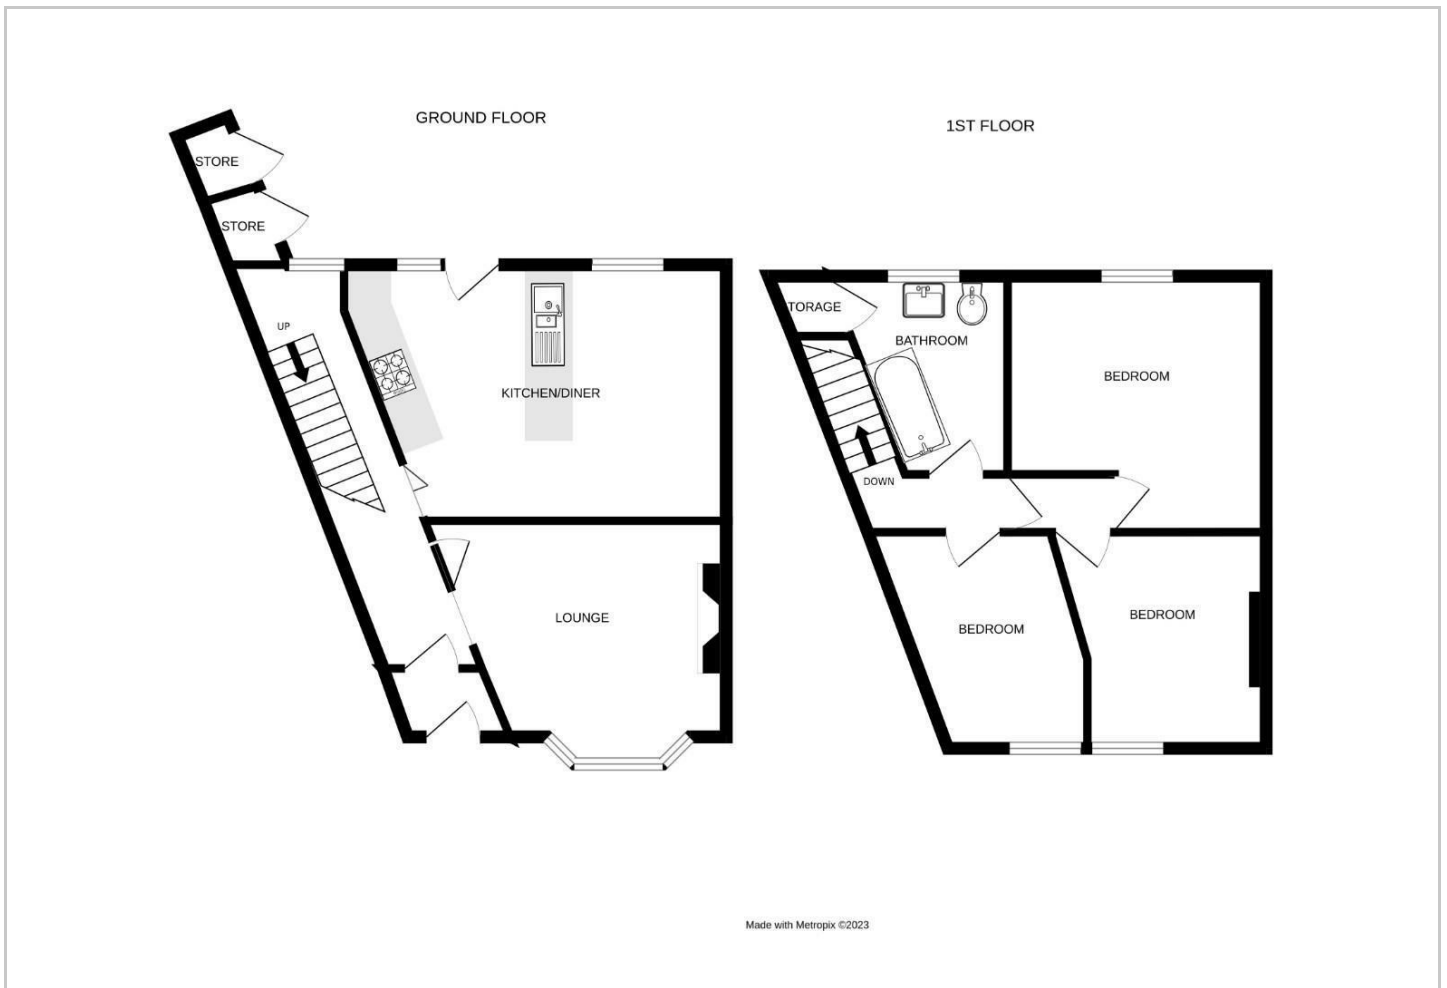 GROUND FLOOR
STORE
STORE
UP
KITCHEN/DINER
LOUNGE
1ST FLOOR
TORAGE
BATHROOM
BEDROOM
DOWN
BEDROOM
BEDROOM
Made with Metropix ©2023